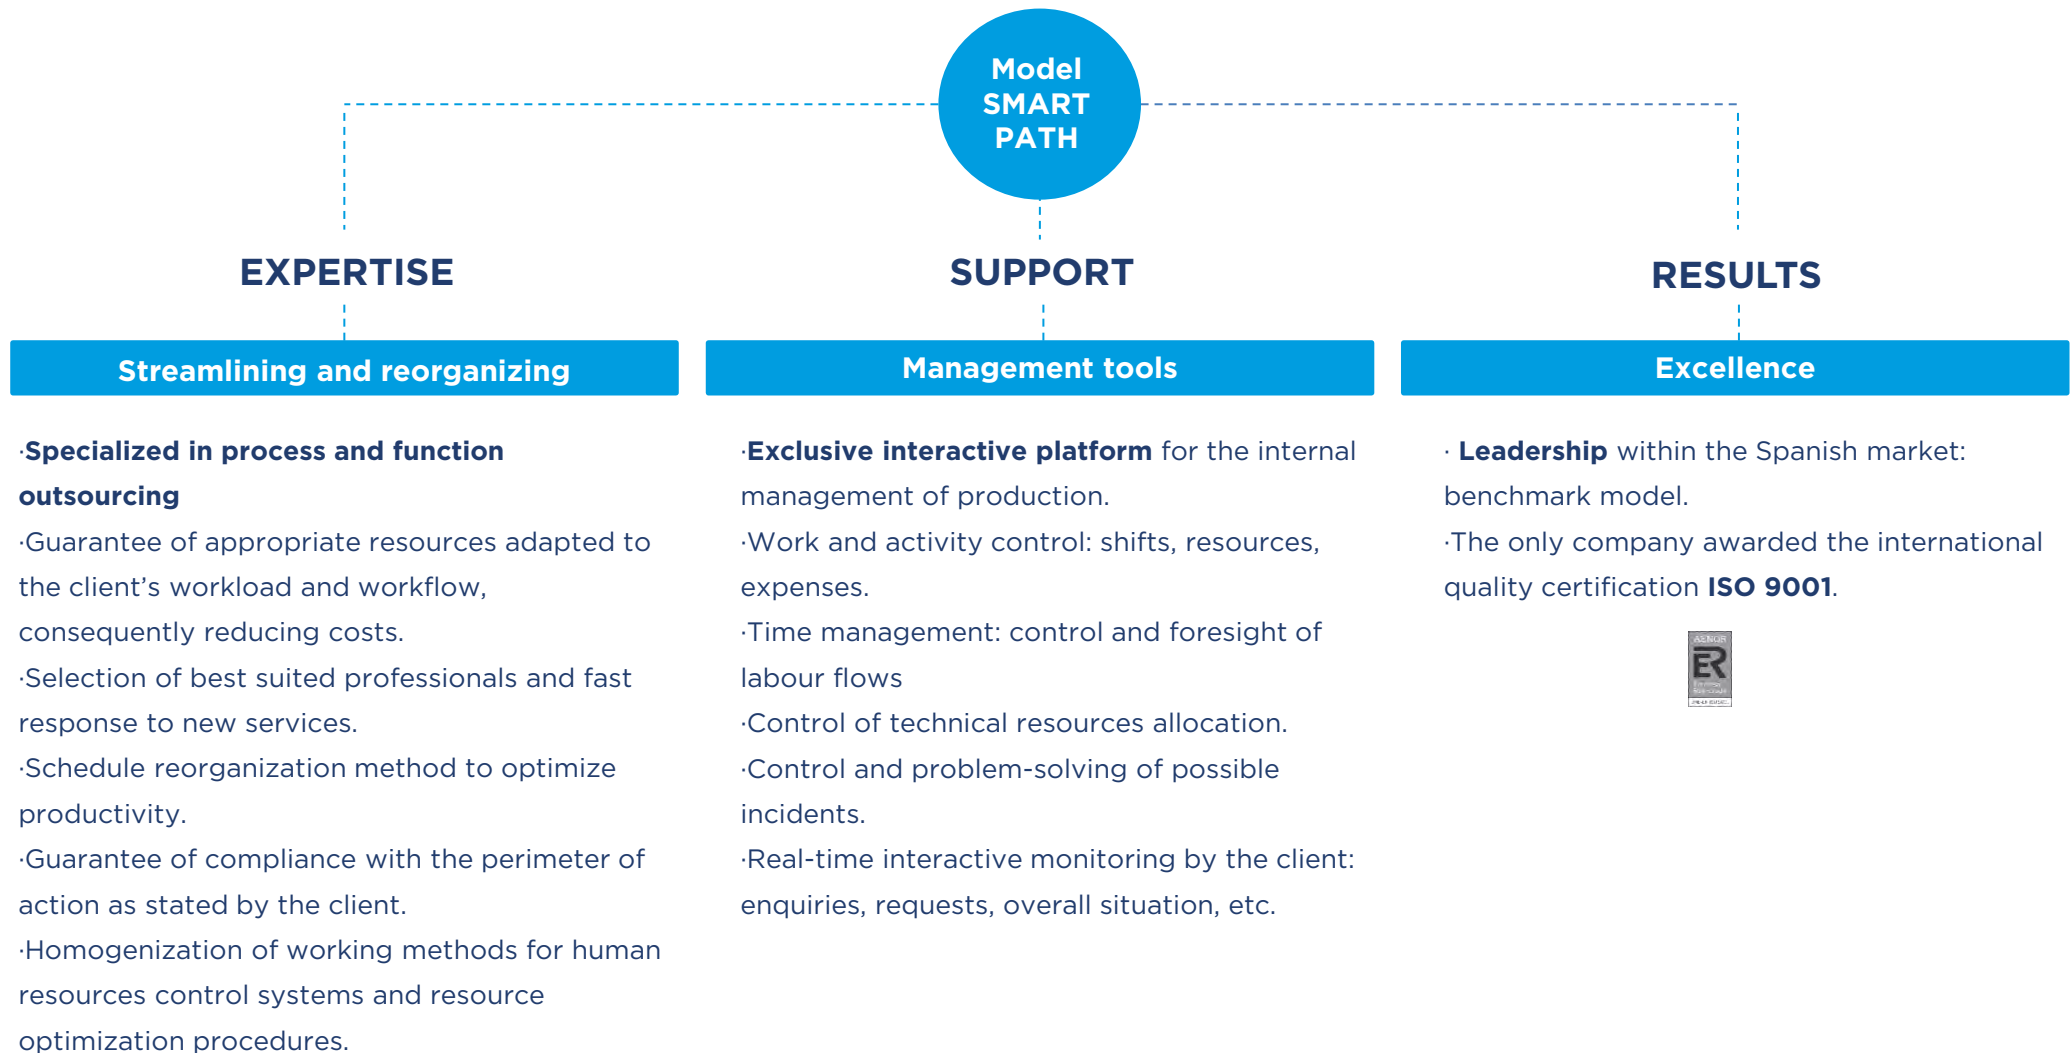 Model
SMART
PATH
EXPERTISE
Streamlining and reorganizing
·Specialized in process and function
outsourcing
·Guarantee of appropriate resources adapted to
the client’s workload and workflow,
consequently reducing costs.
·Selection of best suited professionals and fast
response to new services.
·Schedule reorganization method to optimize
productivity.
·Guarantee of compliance with the perimeter of
action as stated by the client.
·Homogenization of working methods for human
resources control systems and resource
optimization procedures.
SUPPORT
Management tools
·Exclusive interactive platform for the internal
management of production.
·Work and activity control: shifts, resources,
expenses.
·Time management: control and foresight of
labour flows
·Control of technical resources allocation.
·Control and problem-solving of possible
incidents.
·Real-time interactive monitoring by the client:
enquiries, requests, overall situation, etc.
RESULTS
Excellence
· Leadership within the Spanish market:
benchmark model.
·The only company awarded the international
quality certification ISO 9001.
AENOR
ER